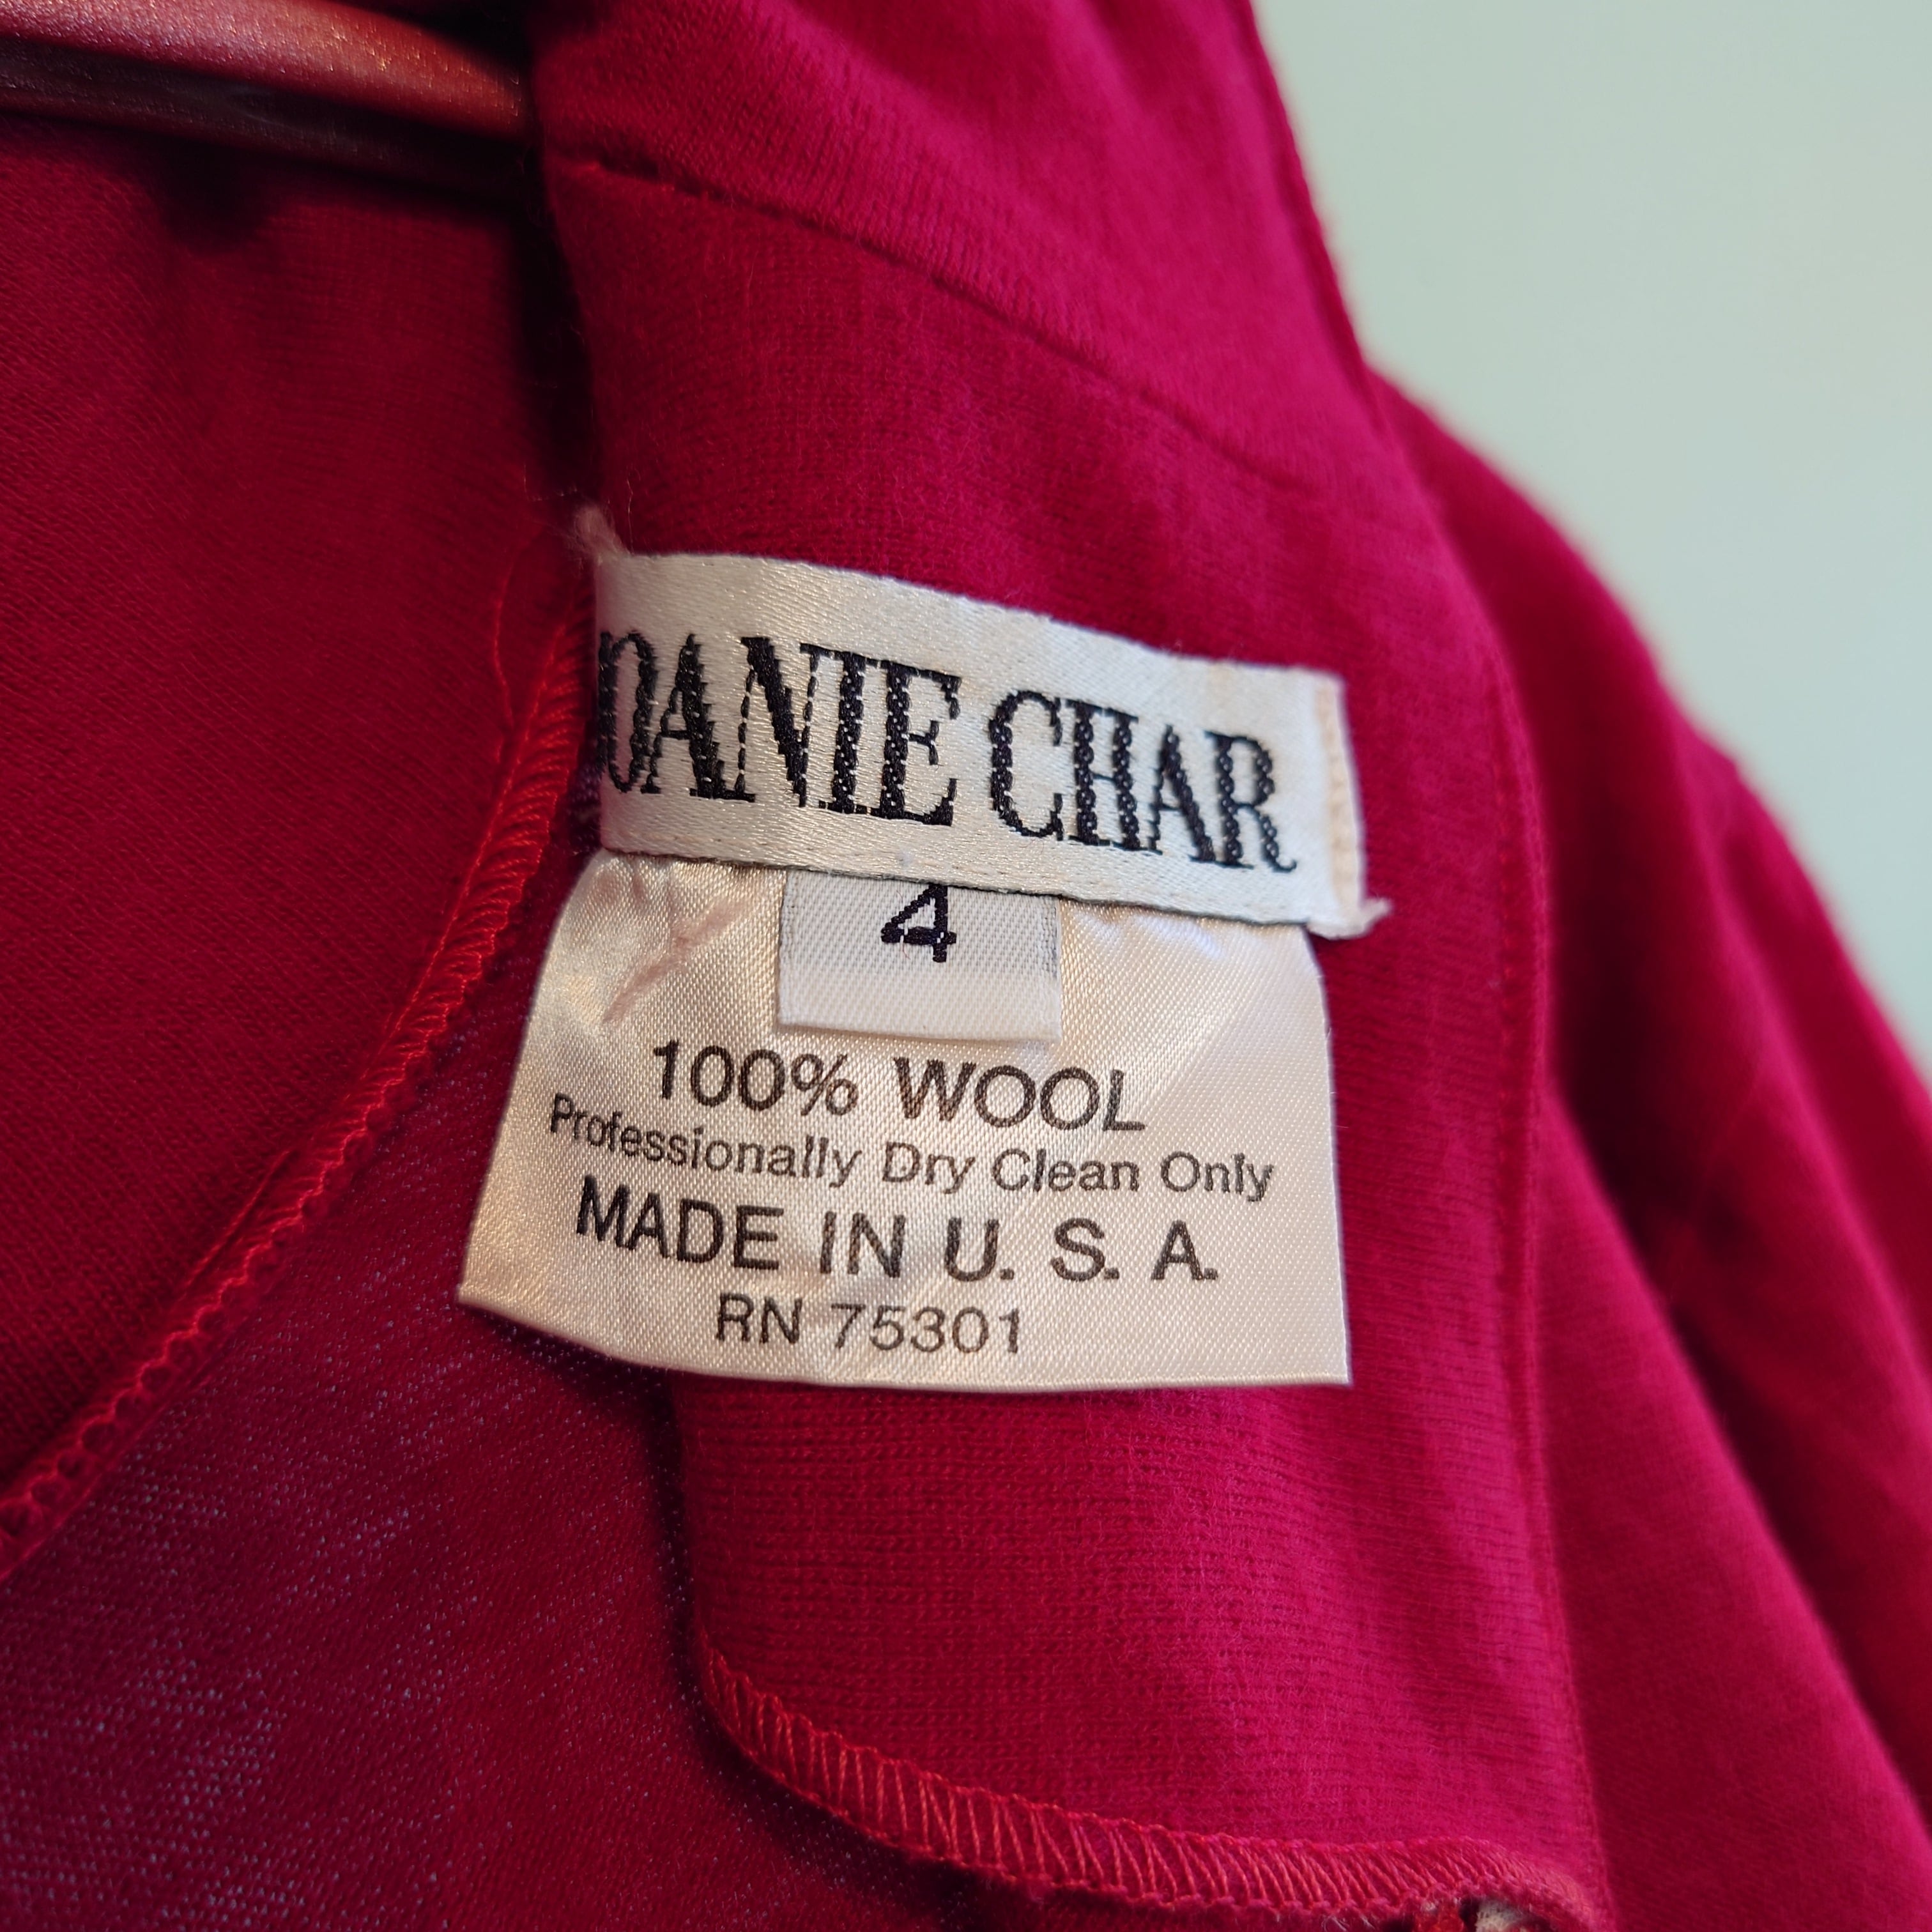 OANIE CHAR
4
100% WOOL
Professionally Dry Clean Only
MADE IN U. S. A.
RN 75301